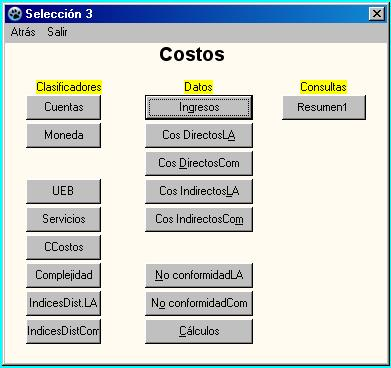 Selección 3
Atrás Salir
Costos
Clasificadores Datos Consultas
Cuentas Ingresos Resumen1
Moneda Cos DirectosLA
Cos DirectosCom
UEB Cos IndirectosLA
Servicios Cos IndirectosCom
CCostos
Complejidad No conformidadLA
IndicesDist.LA No conformidadCom
IndicesDistCom Cálculos